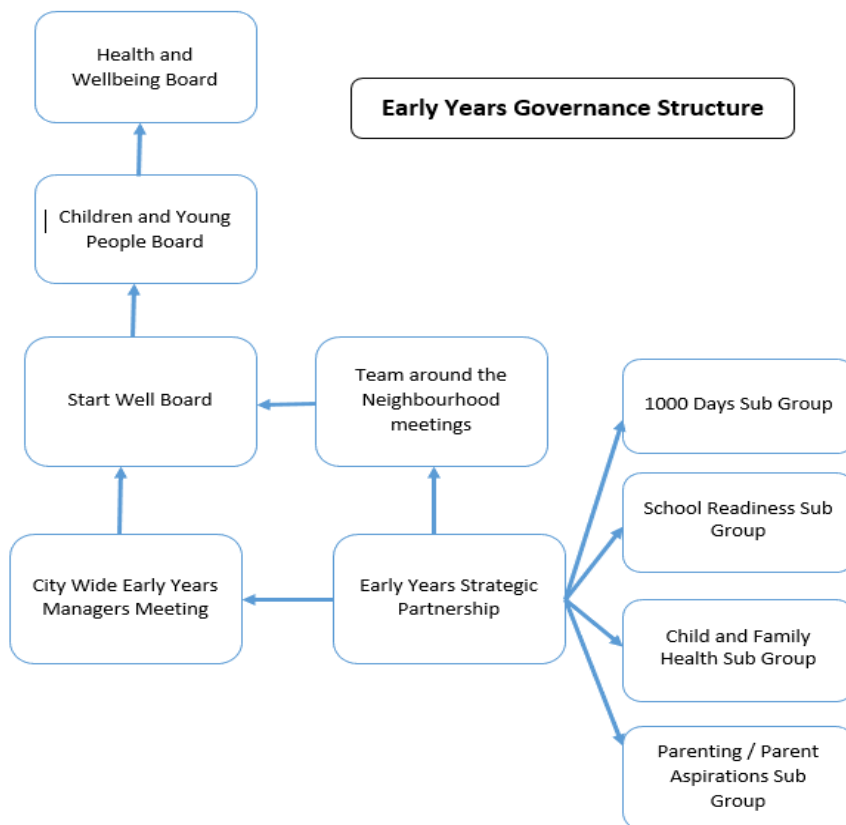 Health and
Wellbeing Board
Early Years Governance Structure
Children and Young
People Board
Start Well Board
Team around the
Neighbourhood
meetings
1000 Days Sub Group
School Readiness Sub
Group
City Wide Early Years
Managers Meeting
Early Years Strategic
Partnership
Child and Family
Health Sub Group
Parenting / Parent
Aspirations Sub
Group